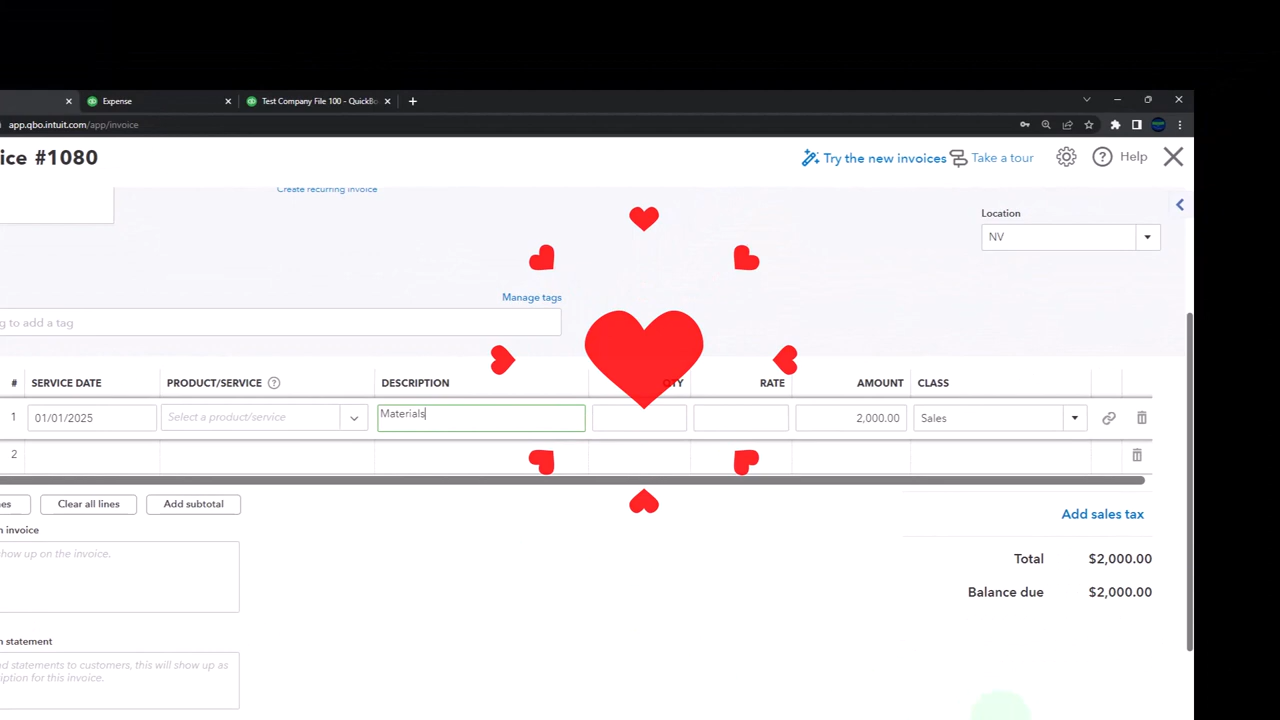 Expense
Test Company File 100 - QuickBo
app.qbo.intuit.com/app/invoice
ice #1080
Try the new invoices
Take a tour
Help
Create recurring invoice
Location
NV
Manage tags
g to add a tag
# SERVICE DATE PRODUCT/SERVICE ? DESCRIPTION QTY RATE AMOUNT CLASS
1 01/01/2025 Select a product/service Materials 2,000.00 Sales
2
nes Clear all lines Add subtotal
n invoice
how up on the invoice.
Add sales tax
Total $2,000.00
Balance due $2,000.00
n statement
nd statements to customers, this will show up as
ription for this invoice.